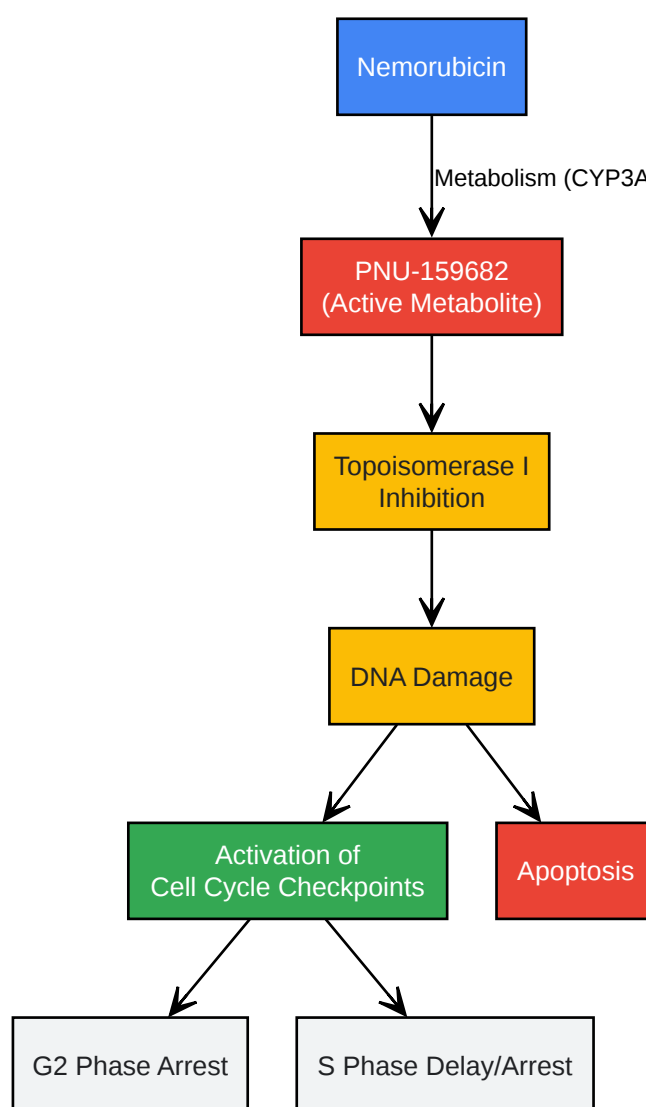 Nemorubicin
Metabolism (CYP3A
PNU-159682
(Active Metabolite)
Topoisomerase I
Inhibition
DNA Damage
Activation of
Cell Cycle Checkpoints
Apoptosis
G2 Phase Arrest
S Phase Delay/Arrest